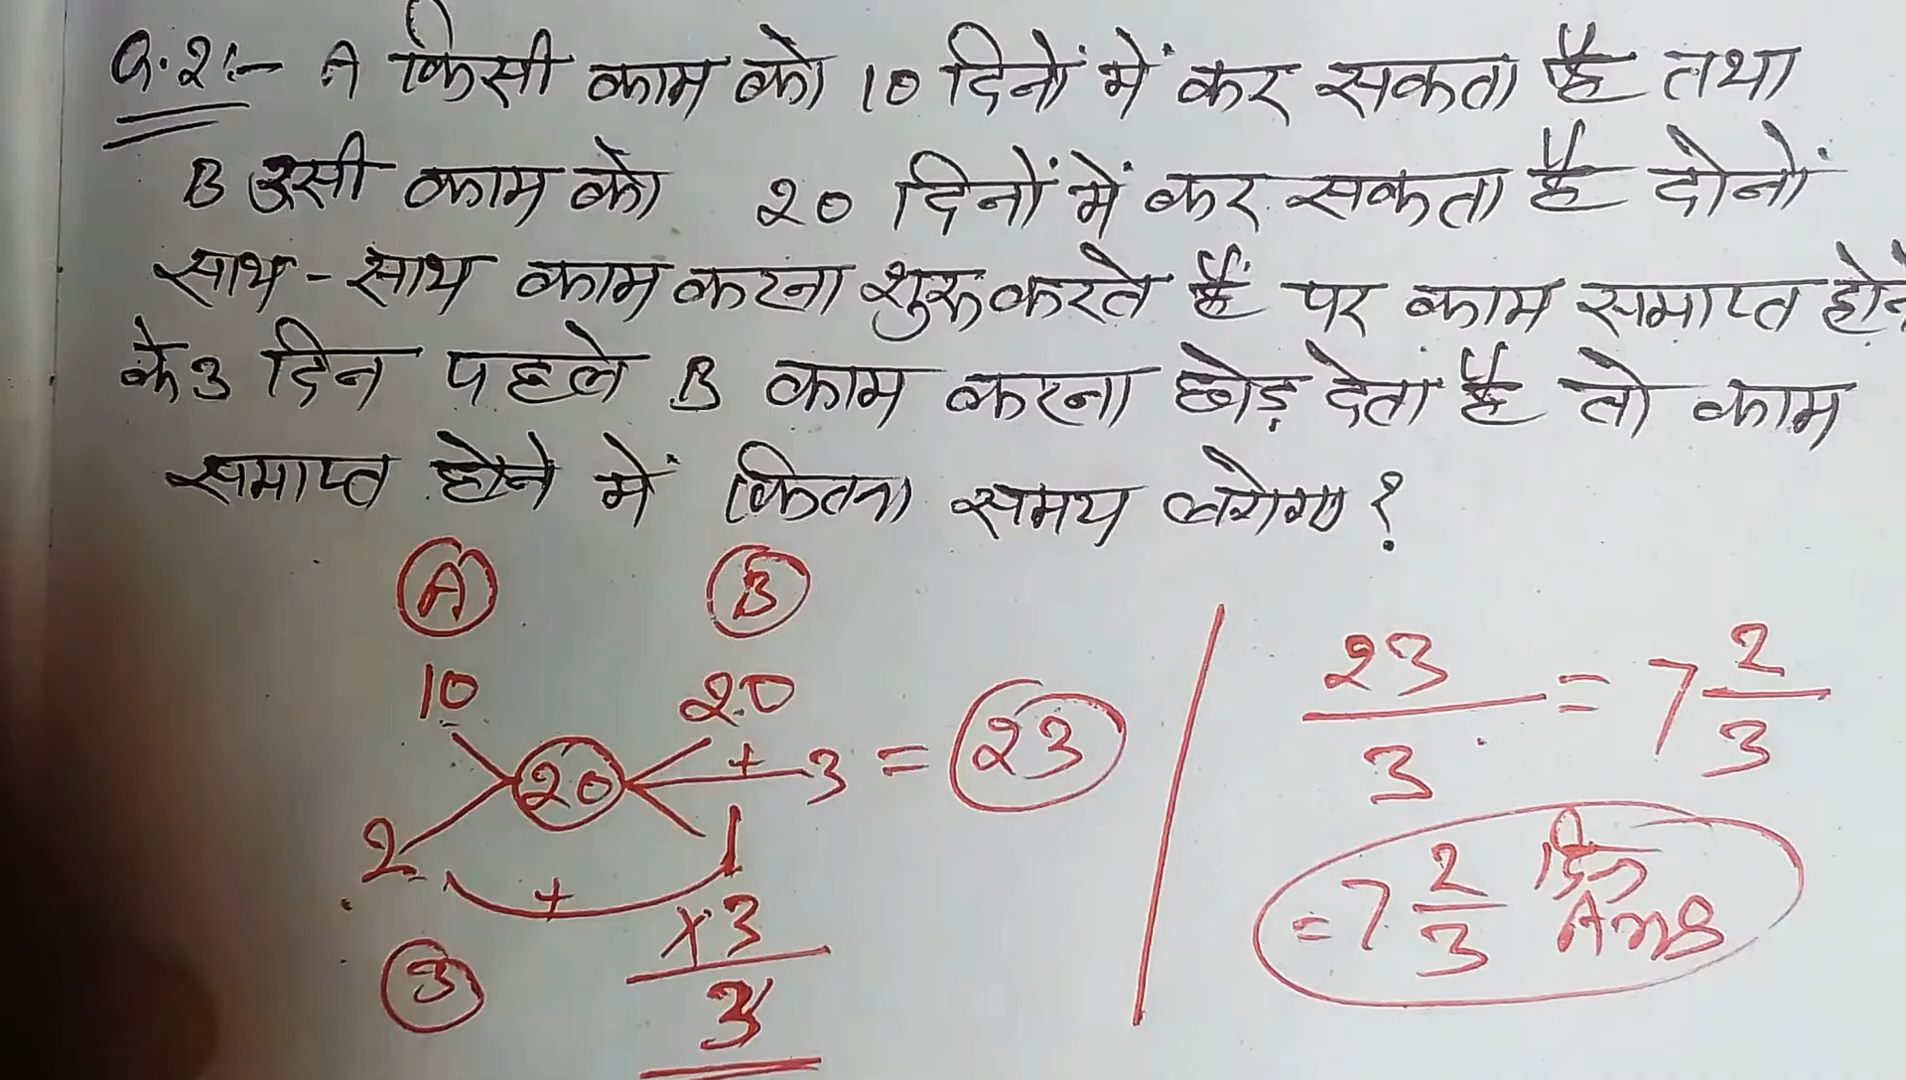 Q.2:- A किसी काम को 10 दिनों में कर सकता है तथा
B उसी काम को 20 दिनों में कर सकता है दोनों
साथ-साथ काम करना शुरू करते हैं पर काम समाप्त होने
के 3 दिन पहले B काम करना छोड़ देता है तो काम
समाप्त होने में कितना समय लगेगा ?
A B
10 20
20 + 3 = 23
2 + 1
×3
3 3
23/3 = 7 2/3
= 7 2/3 दिन Ans